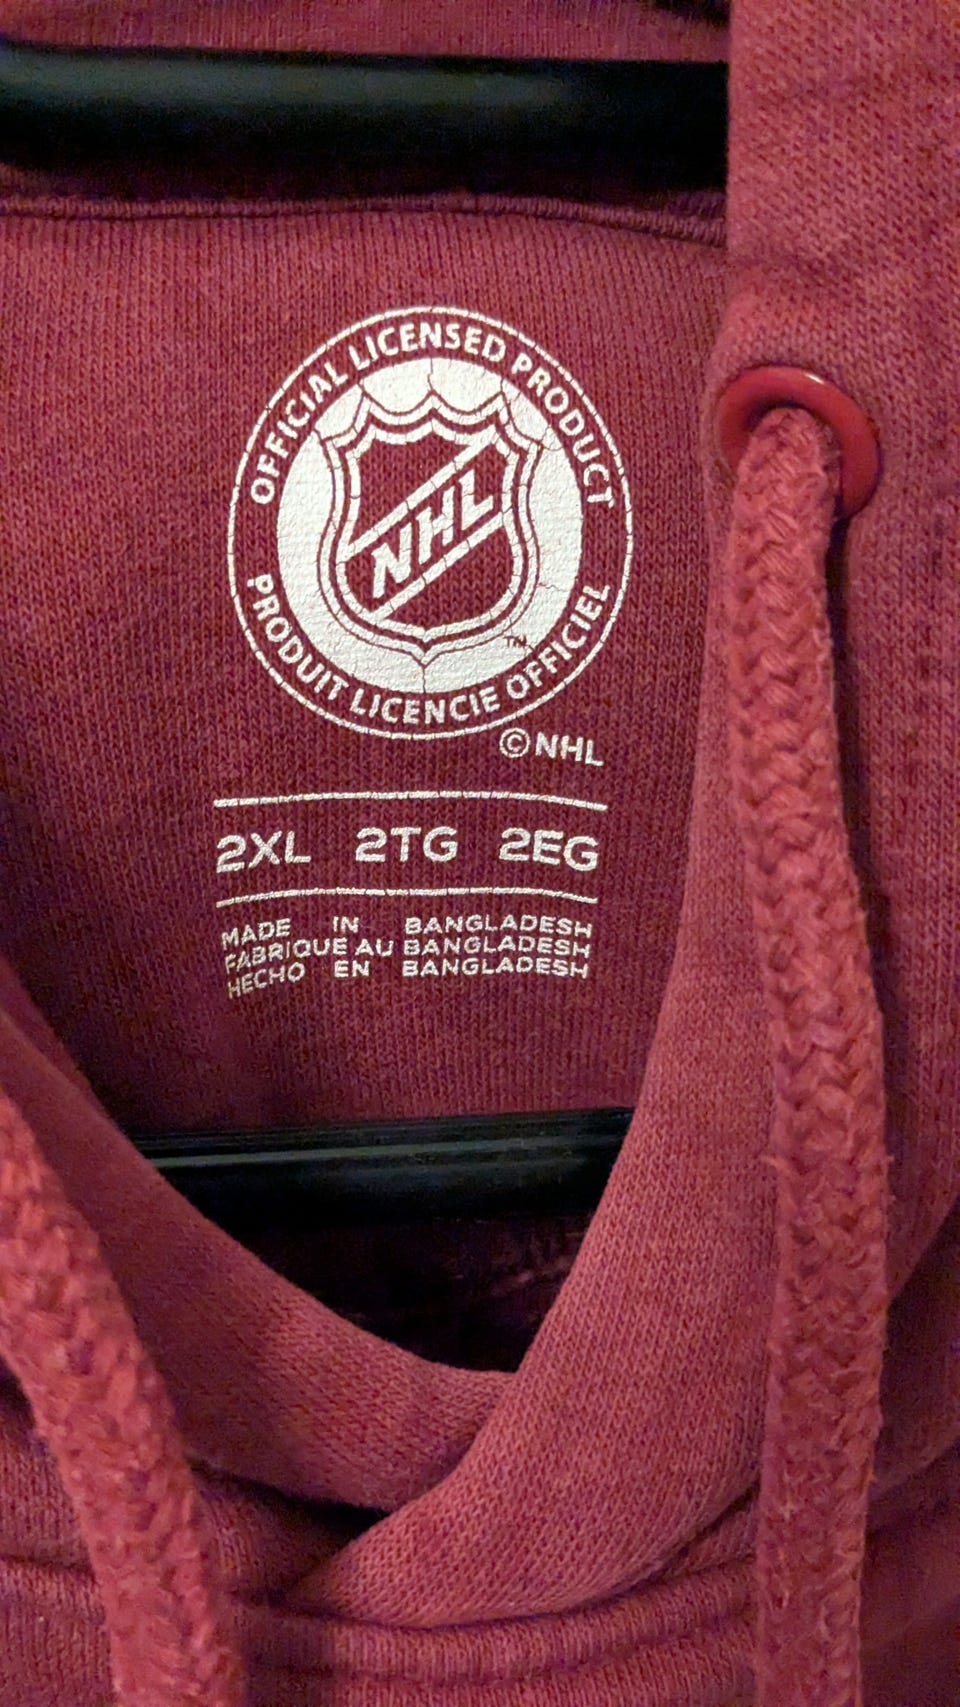 OFFICIAL LICENSED PRODUCT
NHL
TM
PRODUIT LICENCIE OFFICIEL
©NHL
2XL 2TG 2EG
MADE IN BANGLADESH
FABRIQUE AU BANGLADESH
HECHO EN BANGLADESH